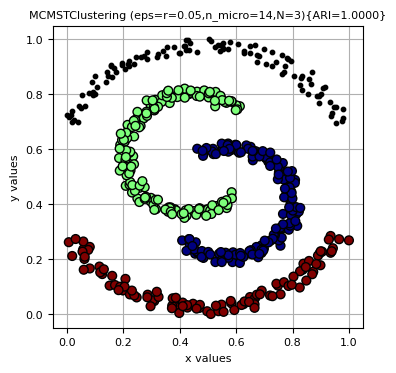 MCMSTClustering (eps=r=0.05,n_micro=14,N=3){ARI=1.0000}
1.0
0.8
0.6
0.4
0.2
0.0
y values
0.0 0.2 0.4 0.6 0.8 1.0
x values